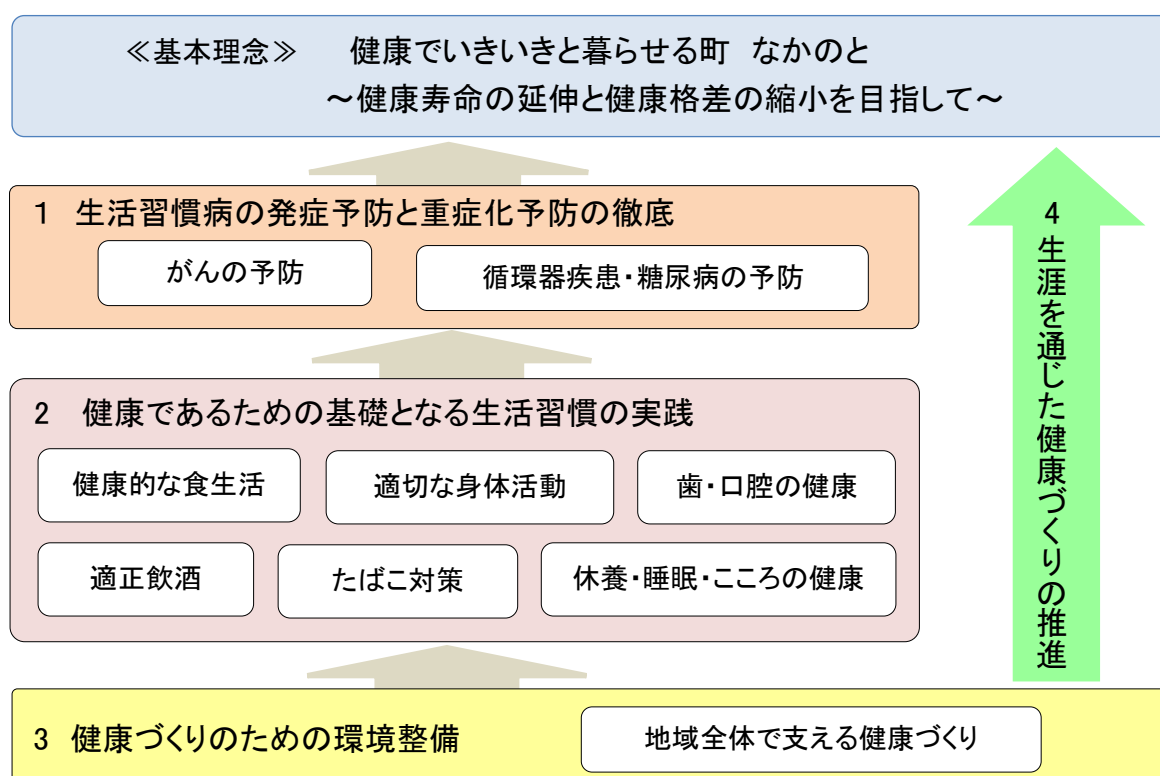 ≪基本理念≫　健康でいきいきと暮らせる町　なかのと
～健康寿命の延伸と健康格差の縮小を目指して～
1　生活習慣病の発症予防と重症化予防の徹底
がんの予防
循環器疾患・糖尿病の予防
2　健康であるための基礎となる生活習慣の実践
健康的な食生活
適切な身体活動
歯・口腔の健康
適正飲酒
たばこ対策
休養・睡眠・こころの健康
3　健康づくりのための環境整備
地域全体で支える健康づくり
4　生涯を通じた健康づくりの推進